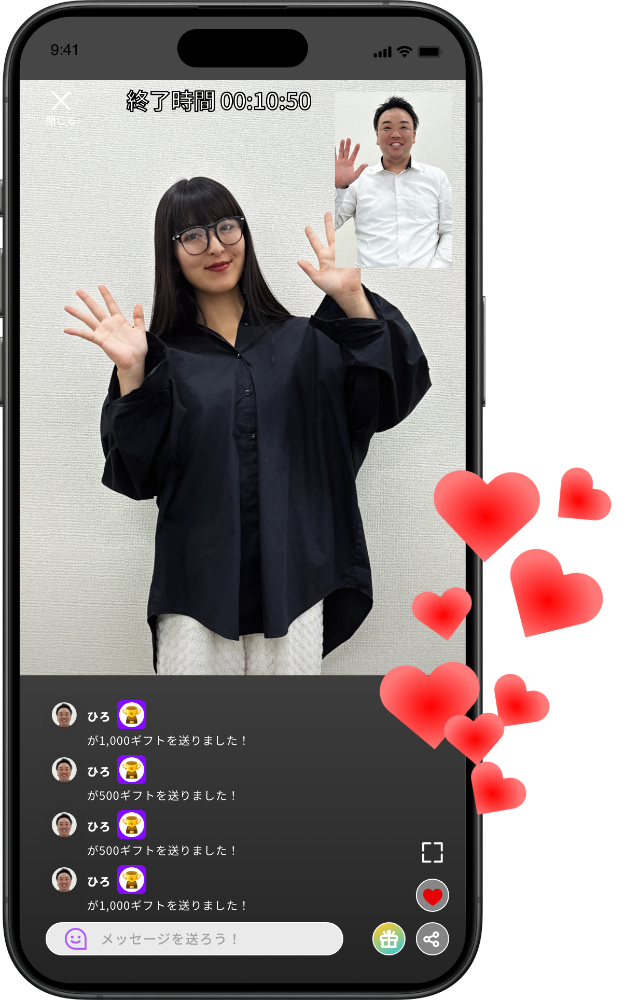 9:41
終了時間 00:10:50
閉じる
ひろ
が1,000ギフトを送りました！
ひろ
が500ギフトを送りました！
ひろ
が500ギフトを送りました！
ひろ
が1,000ギフトを送りました！
メッセージを送ろう！